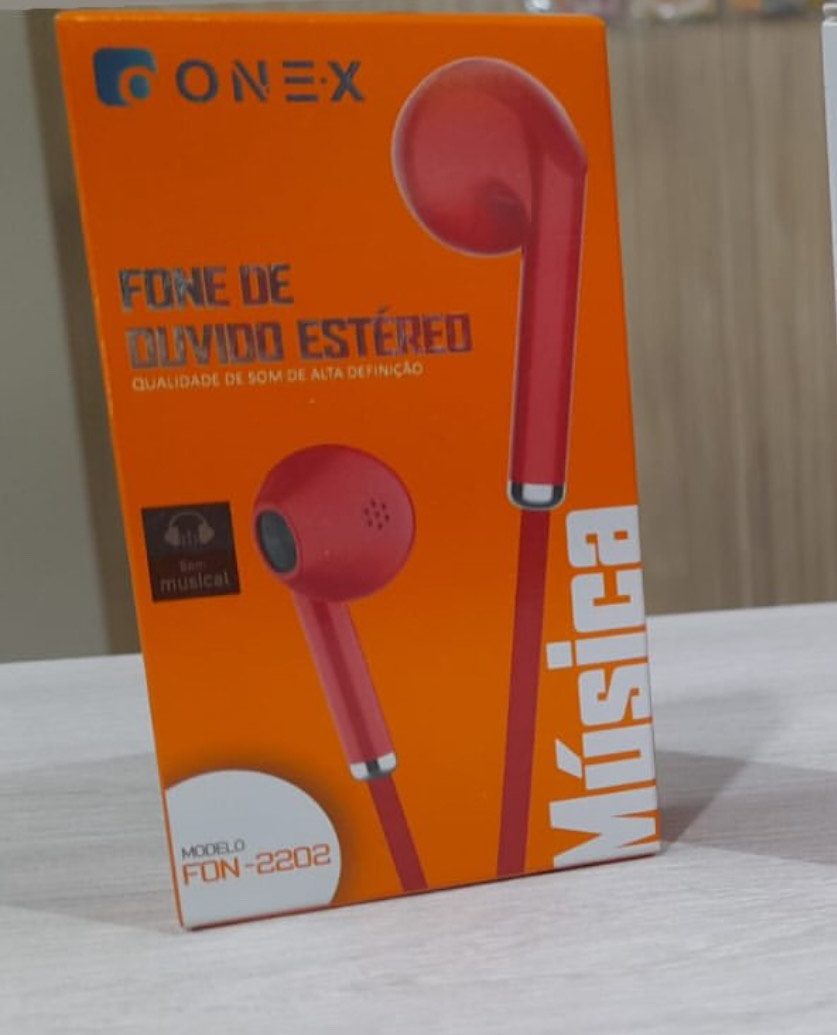 ONEX
FONE DE
OUVIDO ESTÉREO
QUALIDADE DE SOM DE ALTA DEFINIÇÃO
Som
musical
Música
MODELO
FON-2202